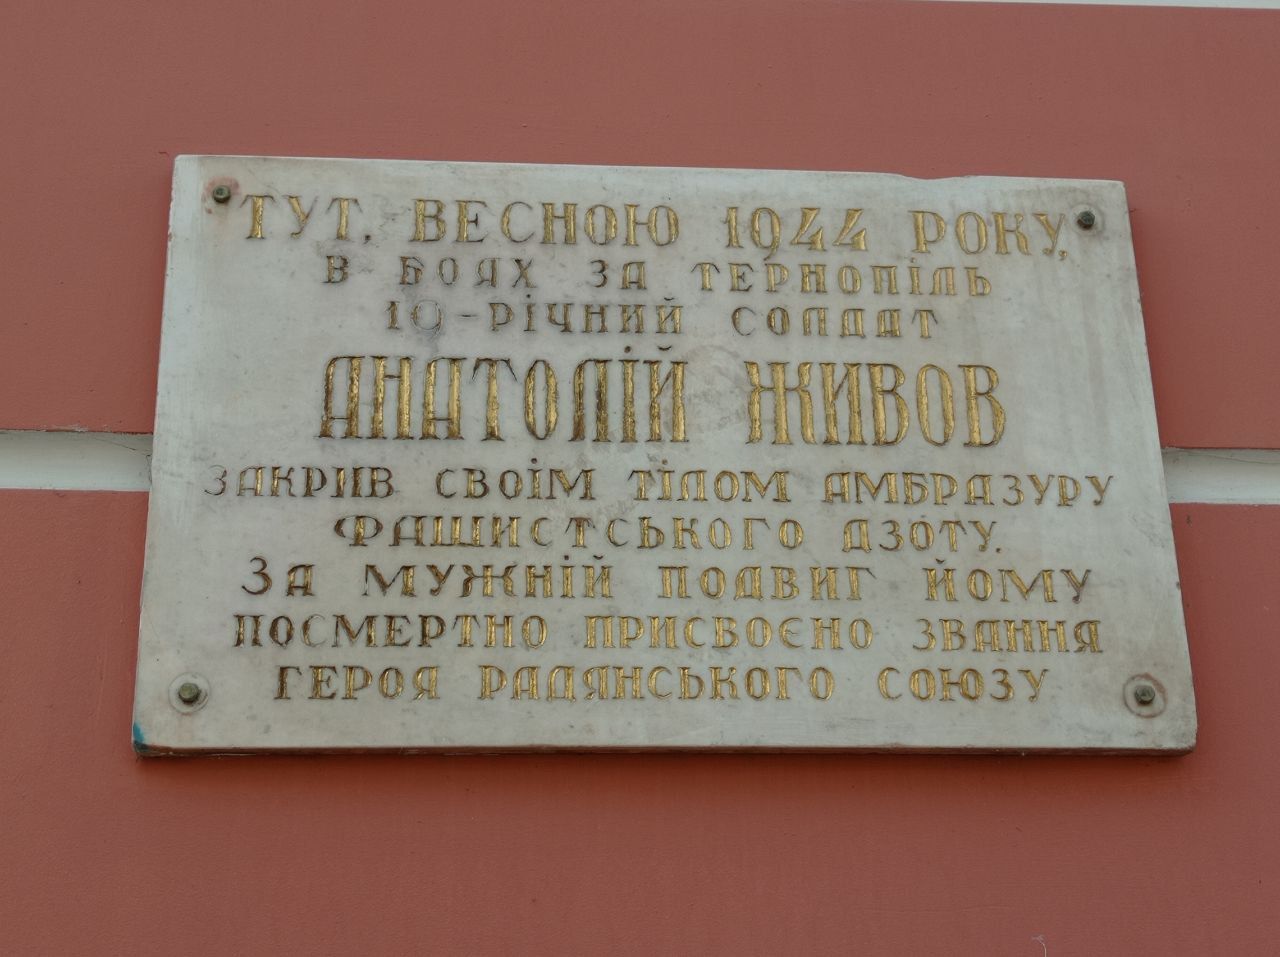 ТУТ, ВЕСНОЮ 1944 РОКУ,
В БОЯХ ЗА ТЕРНОПІЛЬ
19-РІЧНИЙ СОЛДАТ
АНАТОЛІЙ ЖИВОВ
ЗАКРИВ СВОЇМ ТІЛОМ АМБРАЗУРУ
ФАШИСТСЬКОГО ДЗОТУ.
ЗА МУЖНІЙ ПОДВИГ ЙОМУ
ПОСМЕРТНО ПРИСВОЄНО ЗВАННЯ
ГЕРОЯ РАДЯНСЬКОГО СОЮЗУ